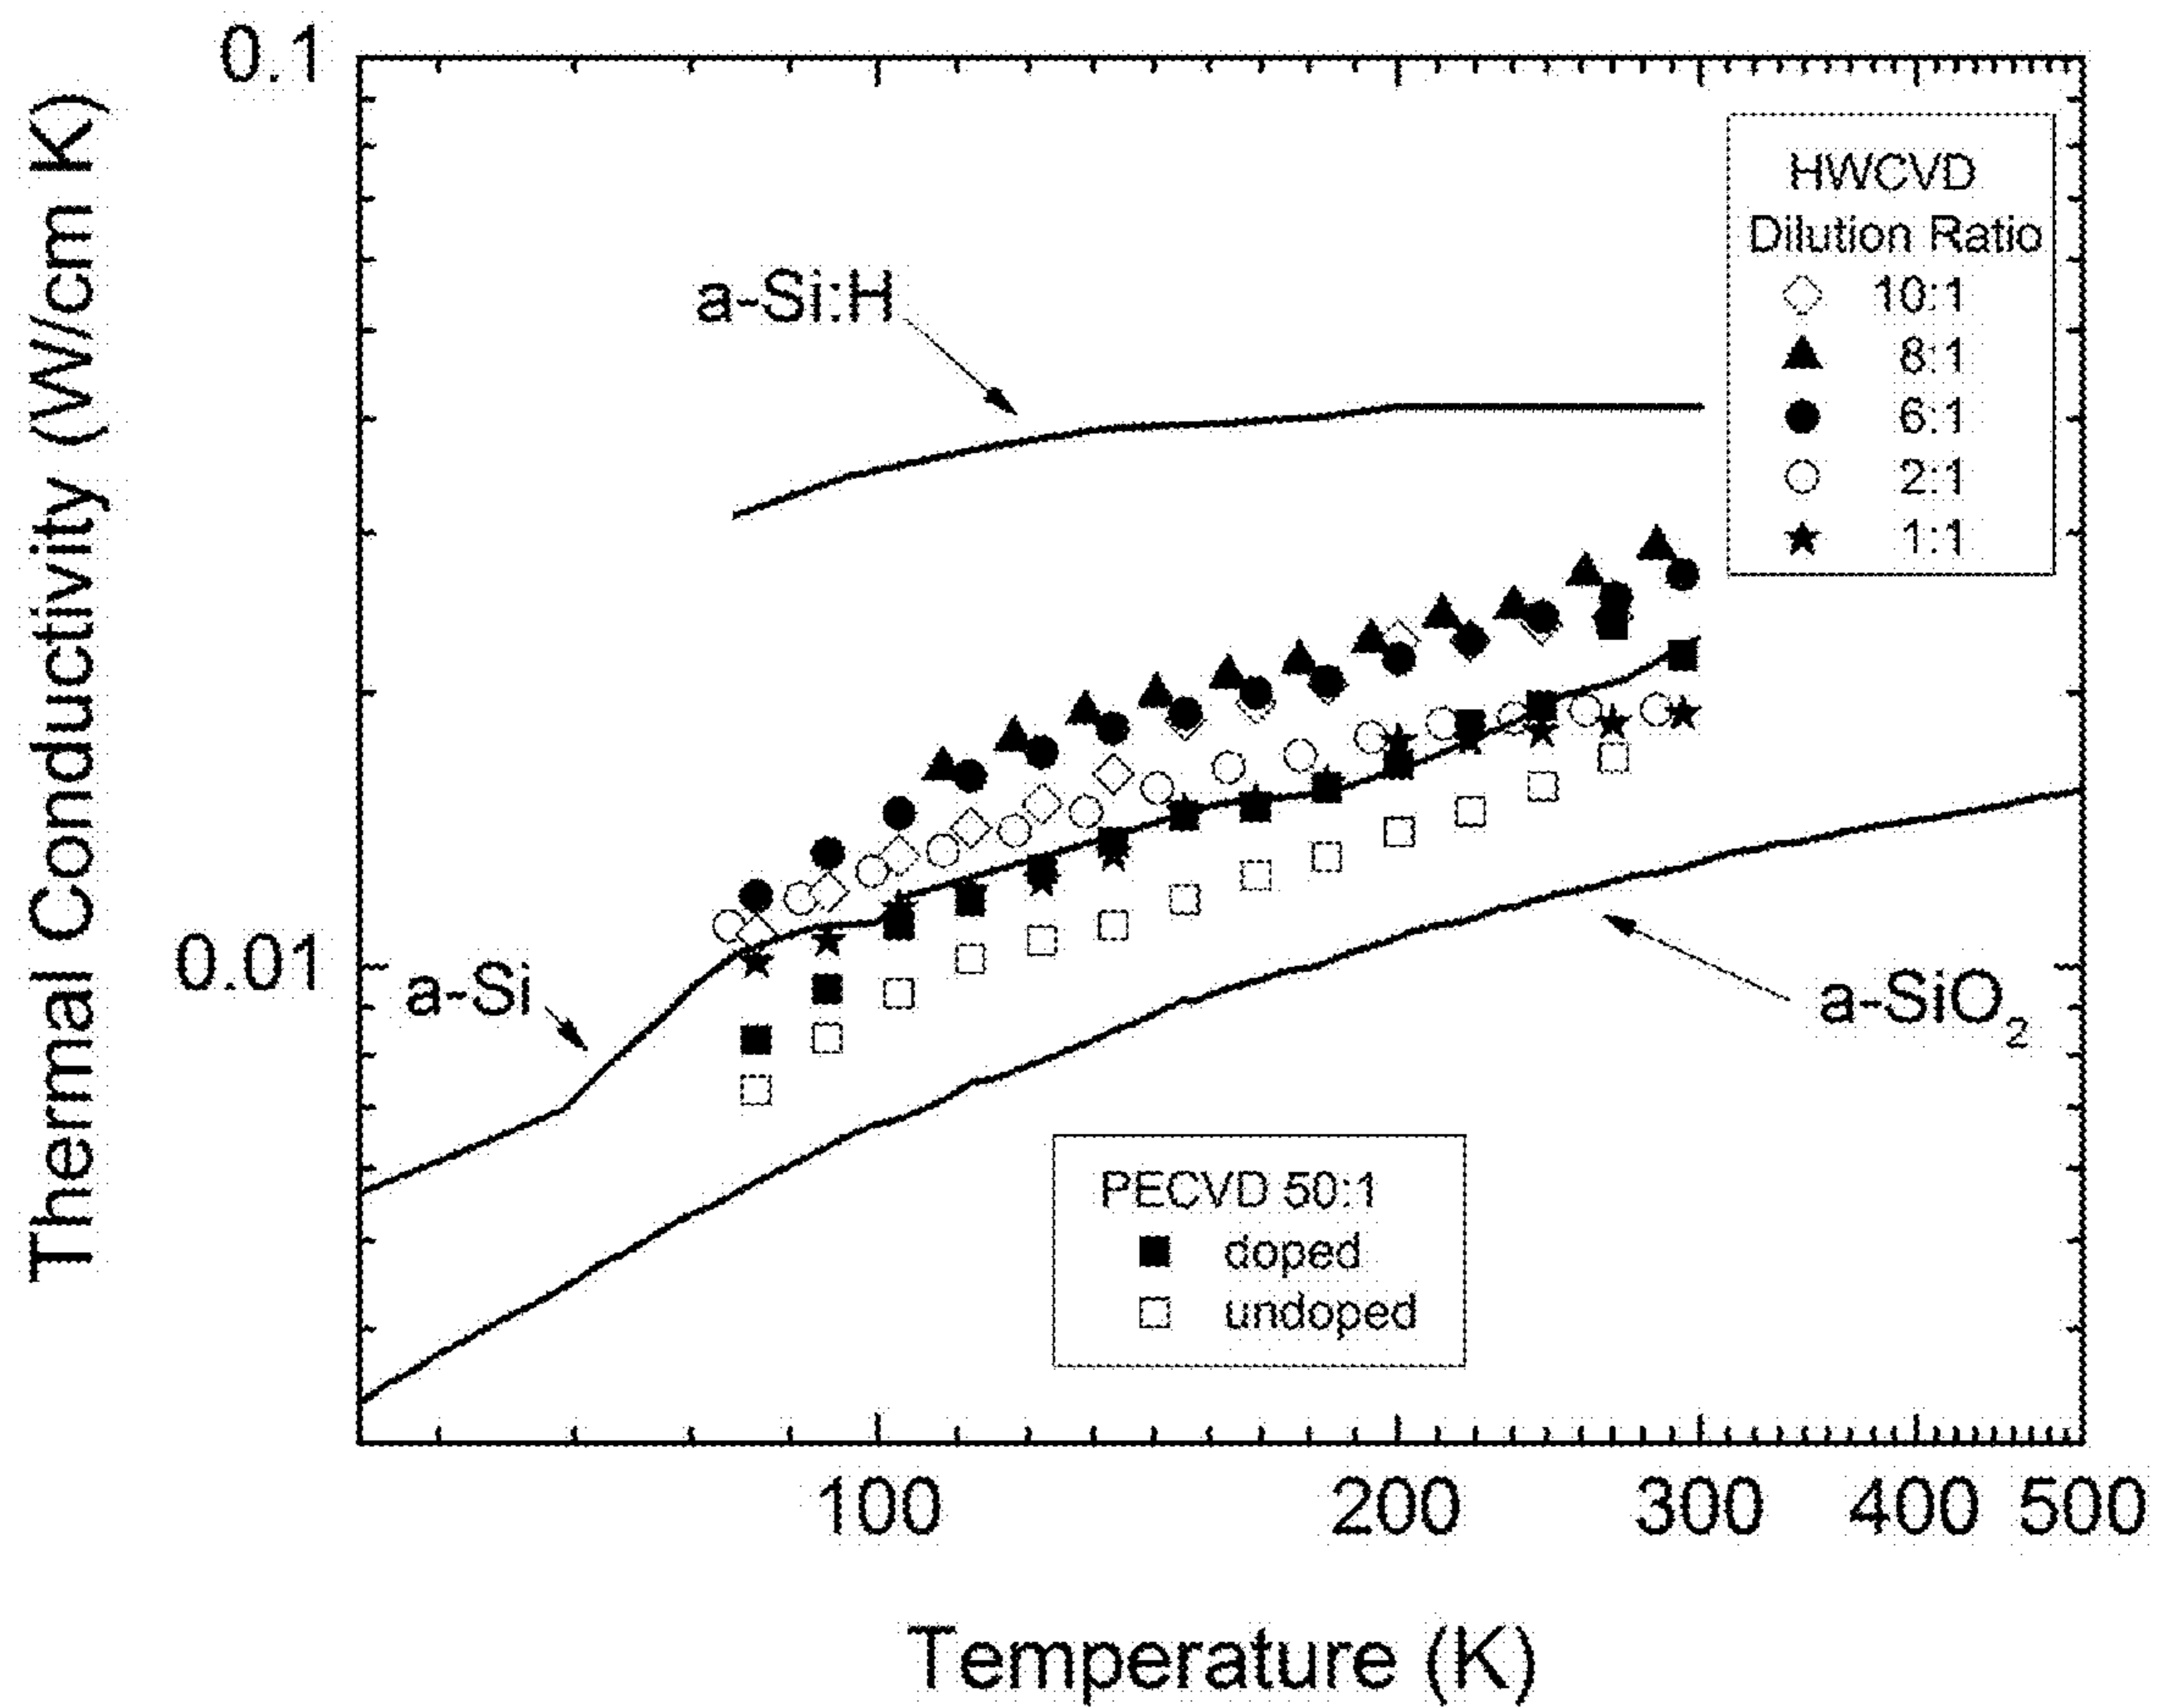 0.1
Thermal Conductivity (W/cm K)
HWCVD
Dilution Ratio
10:1
8:1
6:1
2:1
1:1
a-Si:H
0.01
a-Si
a-SiO₂
PECVD 50:1
doped
undoped
100 200 300 400 500
Temperature (K)